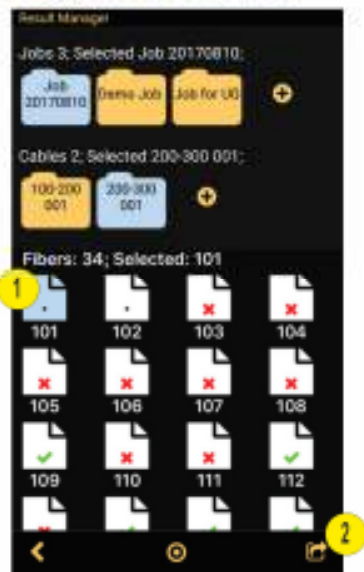 Result Manager
Jobs 3; Selected Job 20170810;
Job 20170810
Demo Job
Job for UG
Cables 2; Selected 200-300 001;
100-200 001
200-300 001
Fibers: 34; Selected: 101
1
101 102 103 104
105 106 107 108
109 110 111 112
2